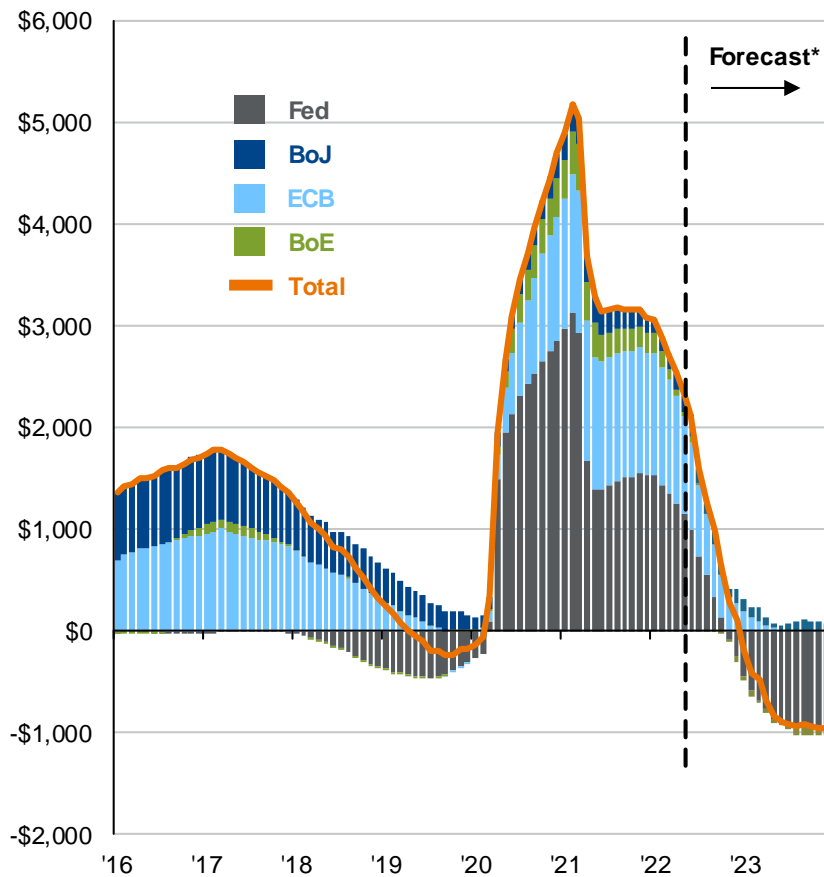 $6,000
Forecast*
$5,000
Fed
BoJ
$4,000
ECB
BoE
Total
$3,000
$2,000
$1,000
$0
-$1,000
-$2,000
'16 '17 '18 '19 '20 '21 '22 '23